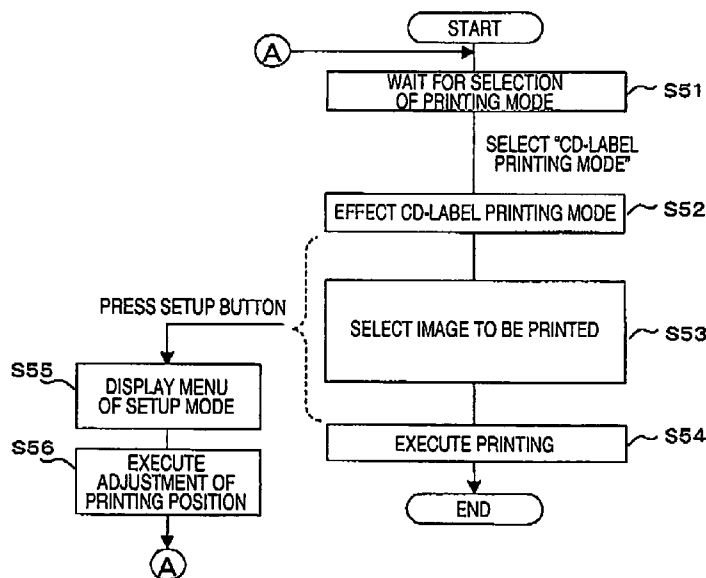 START
A
WAIT FOR SELECTION
OF PRINTING MODE
S51
SELECT "CD-LABEL
PRINTING MODE"
EFFECT CD-LABEL PRINTING MODE
S52
PRESS SETUP BUTTON
SELECT IMAGE TO BE PRINTED
S53
S55
DISPLAY MENU
OF SETUP MODE
S56
EXECUTE
ADJUSTMENT OF
PRINTING POSITION
EXECUTE PRINTING
S54
END
A